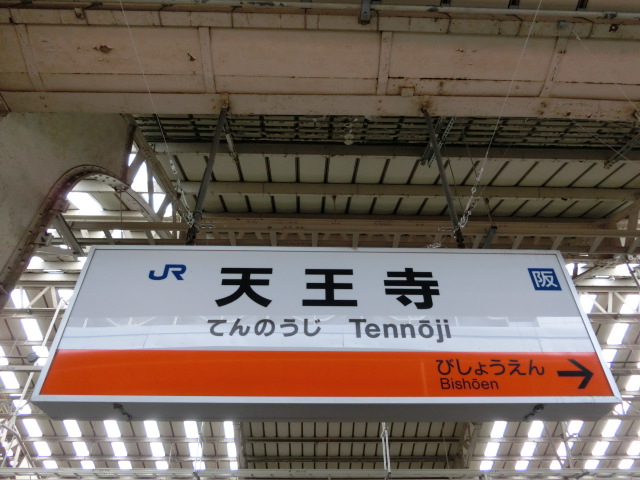 JR 天王寺 阪
てんのうじ Tennōji
びしょうえん
Bishōen →